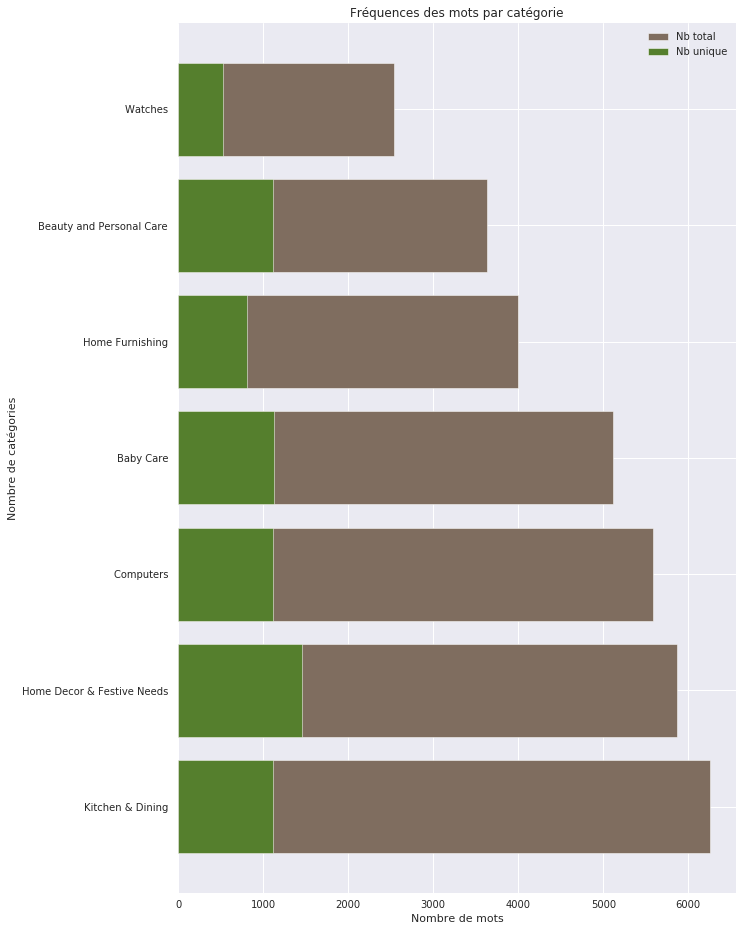 Fréquences des mots par catégorie
Nb total
Nb unique
Watches
Beauty and Personal Care
Home Furnishing
Baby Care
Computers
Home Decor & Festive Needs
Kitchen & Dining
Nombre de catégories
0 1000 2000 3000 4000 5000 6000
Nombre de mots